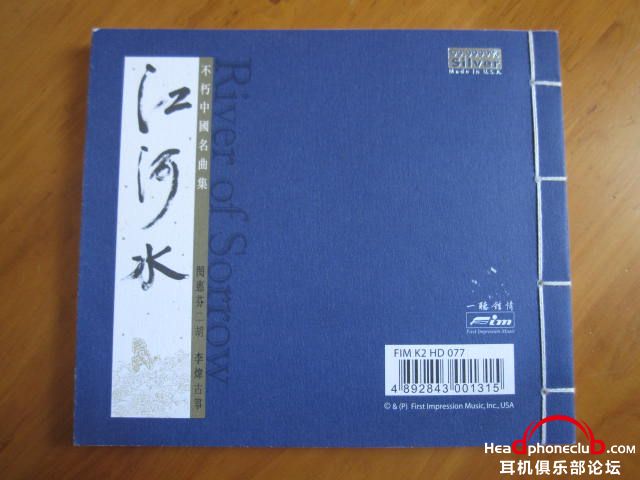 江河水
不朽中國名曲集
閔惠芬二胡 李煒古箏
River of Sorrow
Silver
Made in U.S.A
一聽鍾情
Fim
First Impression Music
FIM K2 HD 077
4 892843 001315
© & (P) First Impression Music, Inc., USA
Headphoneclub.com
耳机俱乐部论坛